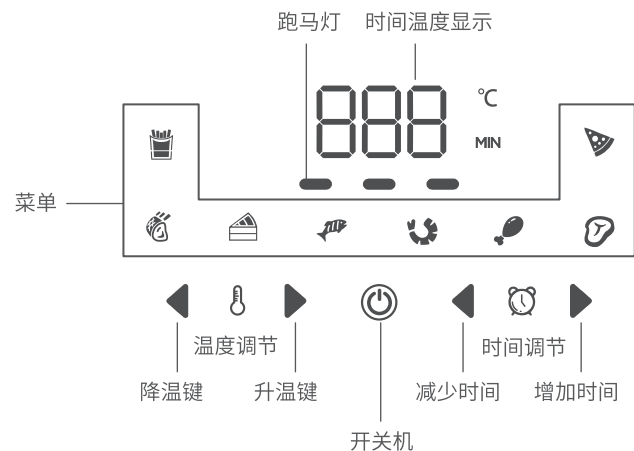 跑马灯
时间温度显示
888
℃
MIN
菜单
温度调节
时间调节
降温键
升温键
减少时间
增加时间
开关机